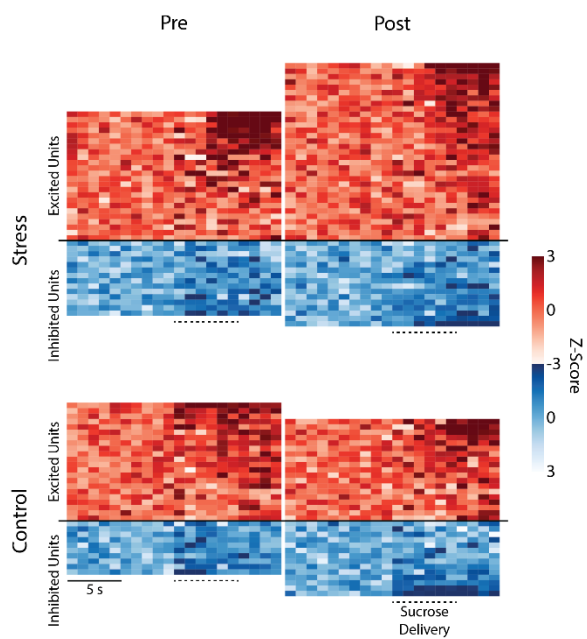 Pre
Post
Stress
Excited Units
Inhibited Units
3
0
-3
3
0
3
Z-Score
Control
Excited Units
Inhibited Units
5 s
Sucrose
Delivery